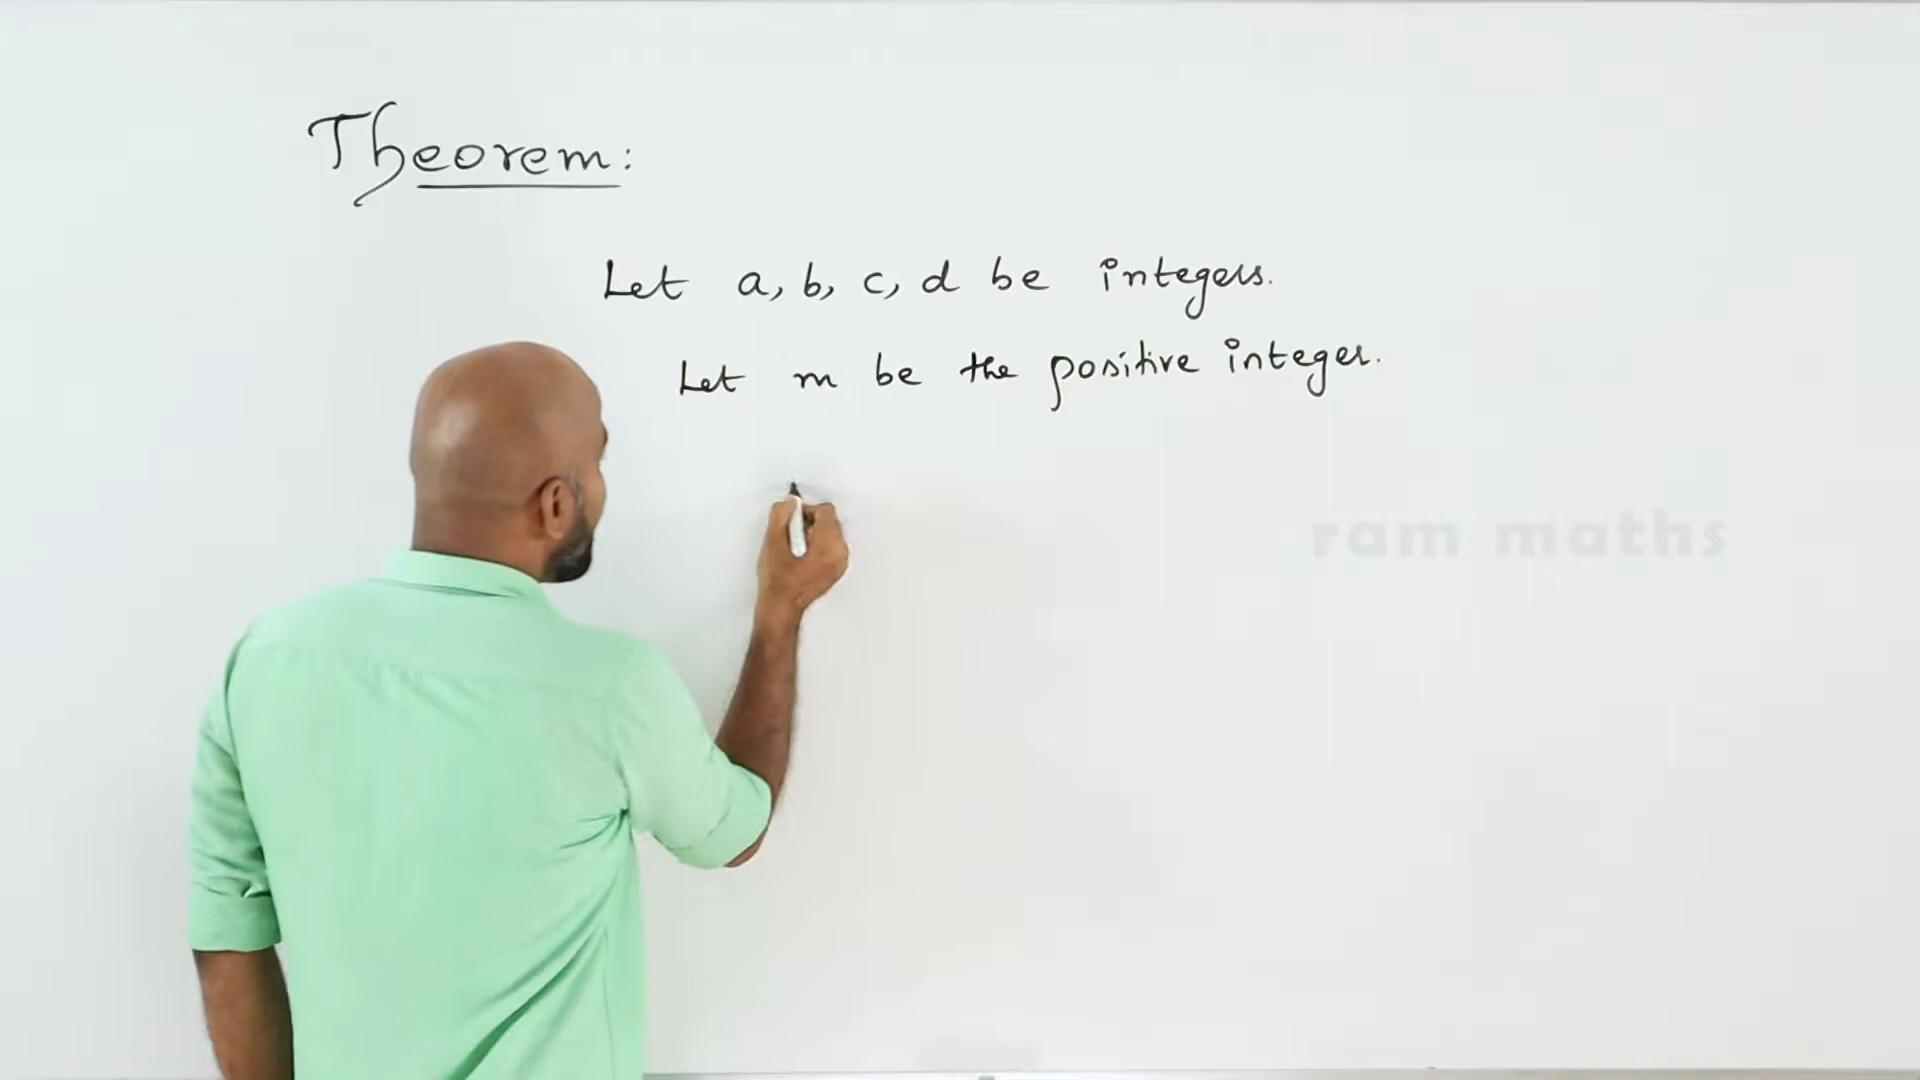 Theorem:
Let a, b, c, d be integers.
Let m be the positive integer.
ram maths